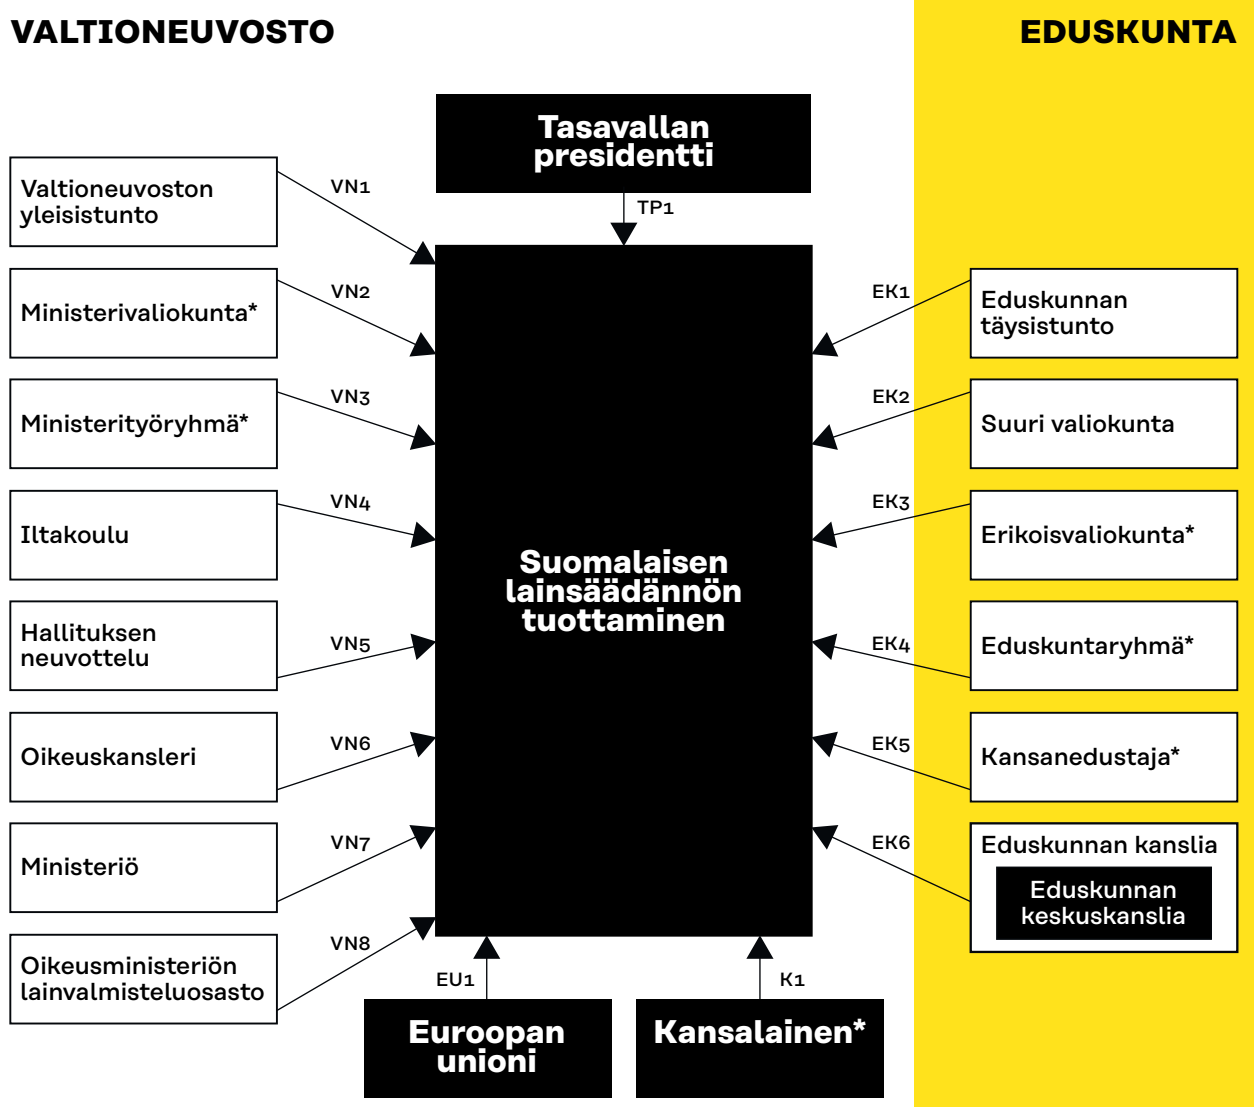 VALTIONEUVOSTO
EDUSKUNTA
Tasavallan
presidentti
TP1
Valtioneuvoston
yleisistunto
VN1
Ministerivaliokunta*
VN2
Ministerityöryhmä*
VN3
Iltakoulu
VN4
Hallituksen
neuvottelu
VN5
Oikeuskansleri
VN6
Ministeriö
VN7
Oikeusministeriön
lainvalmisteluosasto
VN8
Suomalaisen
lainsäädännön
tuottaminen
EK1
Eduskunnan
täysistunto
EK2
Suuri valiokunta
EK3
Erikoisvaliokunta*
EK4
Eduskuntaryhmä*
EK5
Kansanedustaja*
EK6
Eduskunnan kanslia
Eduskunnan
keskuskanslia
EU1
Euroopan
unioni
K1
Kansalainen*